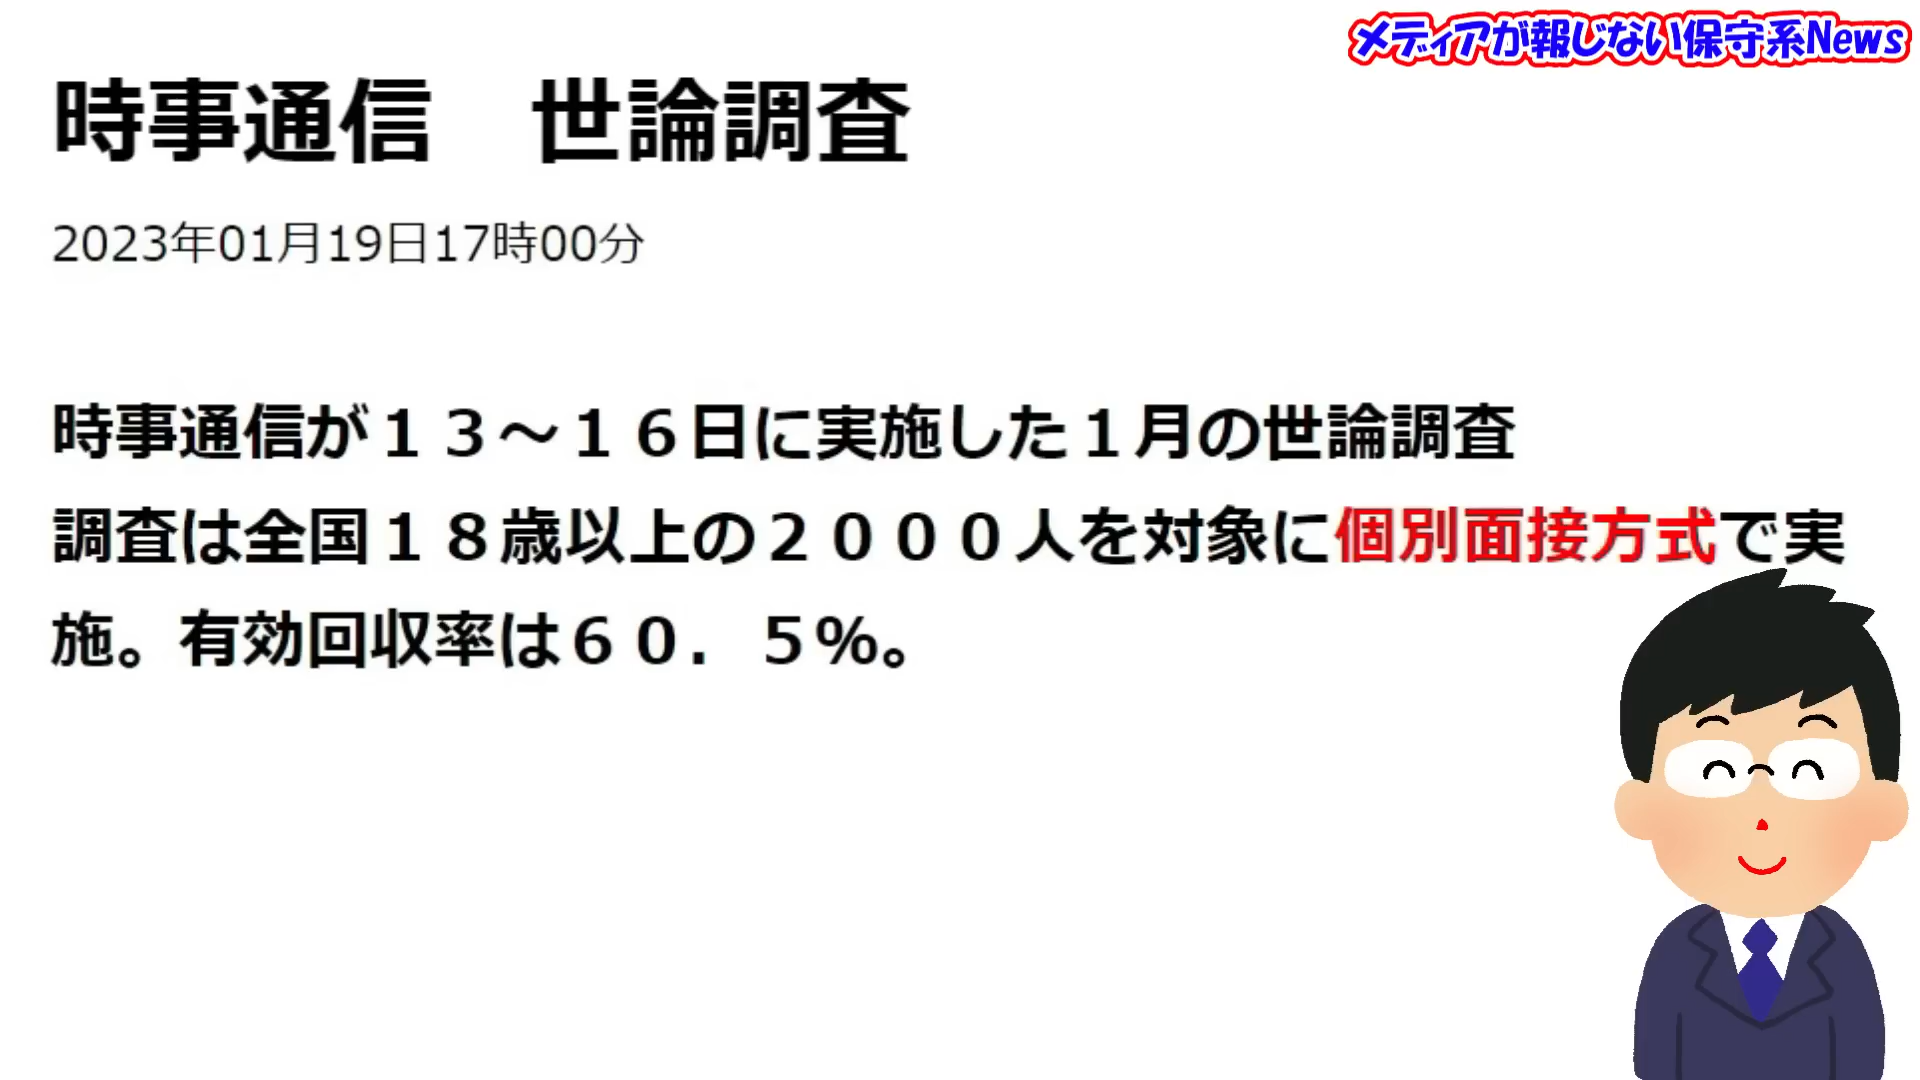 メディアが報じない保守系News
時事通信　世論調査
2023年01月19日17時00分
時事通信が１３～１６日に実施した１月の世論調査
調査は全国１８歳以上の２０００人を対象に個別面接方式で実
施。有効回収率は６０．５％。